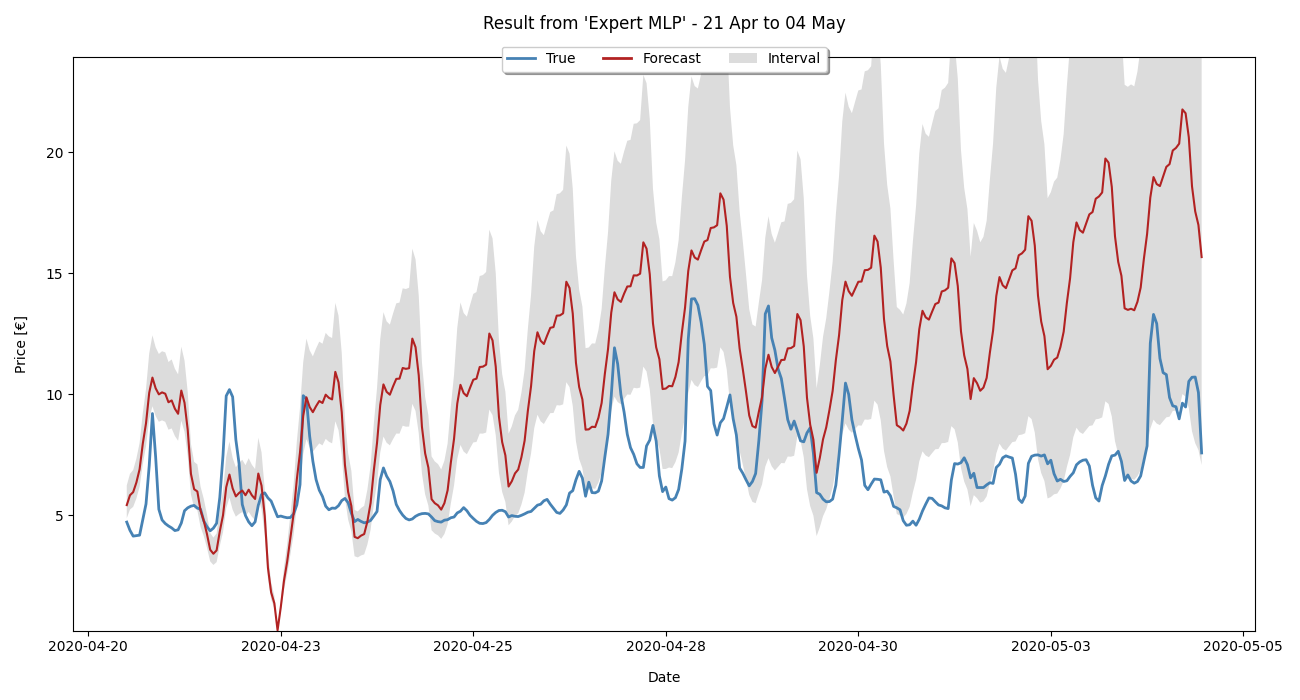 Result from 'Expert MLP' - 21 Apr to 04 May
True Forecast Interval
Price [€]
20
15
10
5
2020-04-20 2020-04-23 2020-04-25 2020-04-28 2020-04-30 2020-05-03 2020-05-05
Date